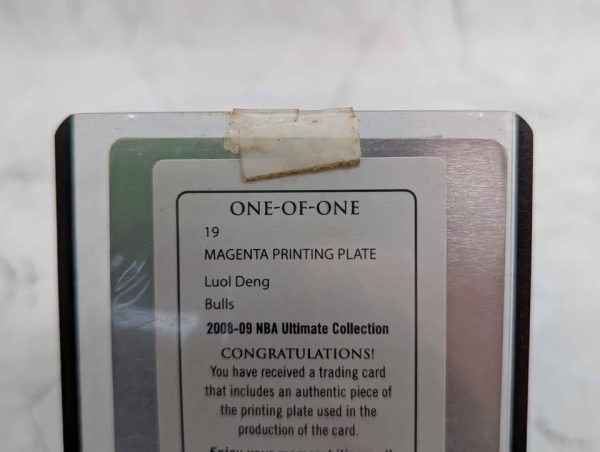 ONE-OF-ONE
19
MAGENTA PRINTING PLATE
Luol Deng
Bulls
2008-09 NBA Ultimate Collection
CONGRATULATIONS!
You have received a trading card
that includes an authentic piece of
the printing plate used in the
production of the card.